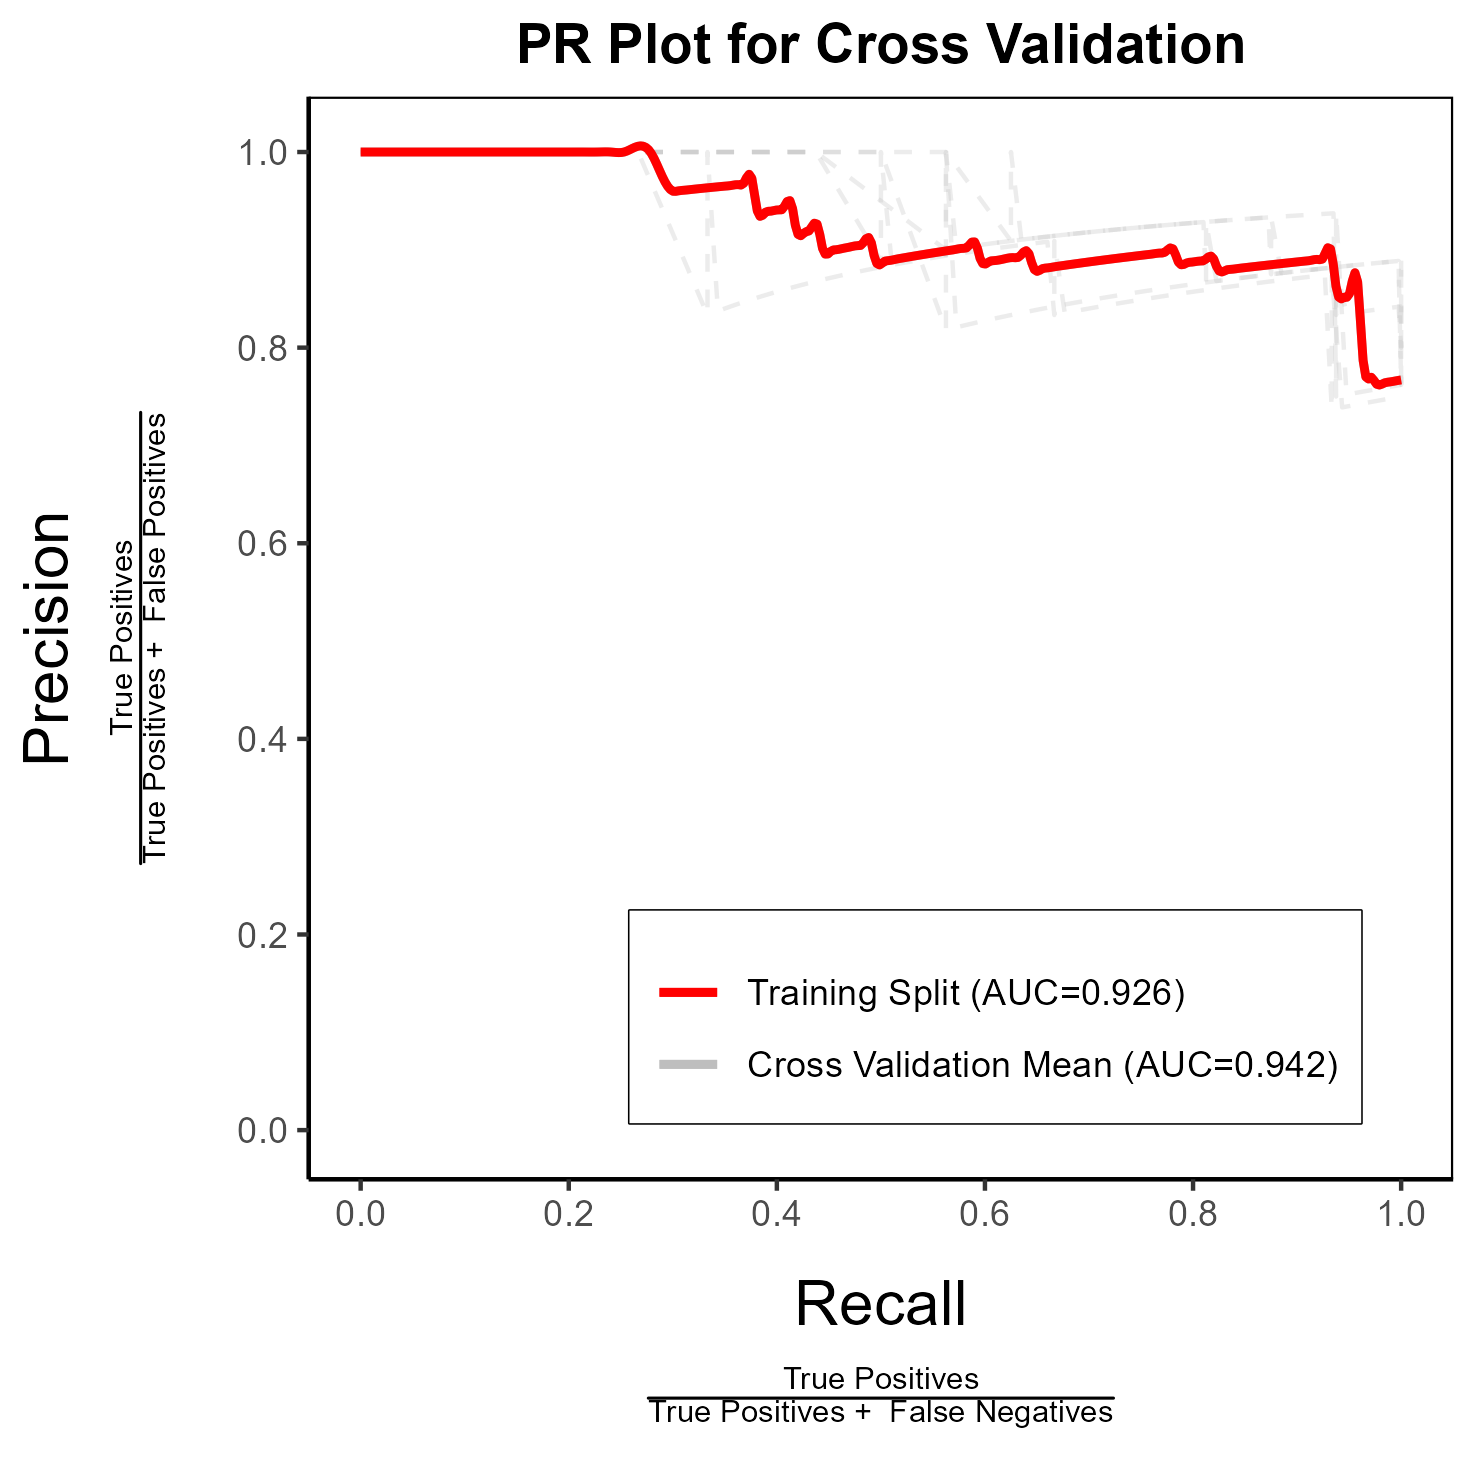 PR Plot for Cross Validation
Precision
True Positives
True Positives + False Positives
1.0
0.8
0.6
0.4
0.2
0.0
Training Split (AUC=0.926)
Cross Validation Mean (AUC=0.942)
0.0 0.2 0.4 0.6 0.8 1.0
Recall
True Positives
True Positives + False Negatives